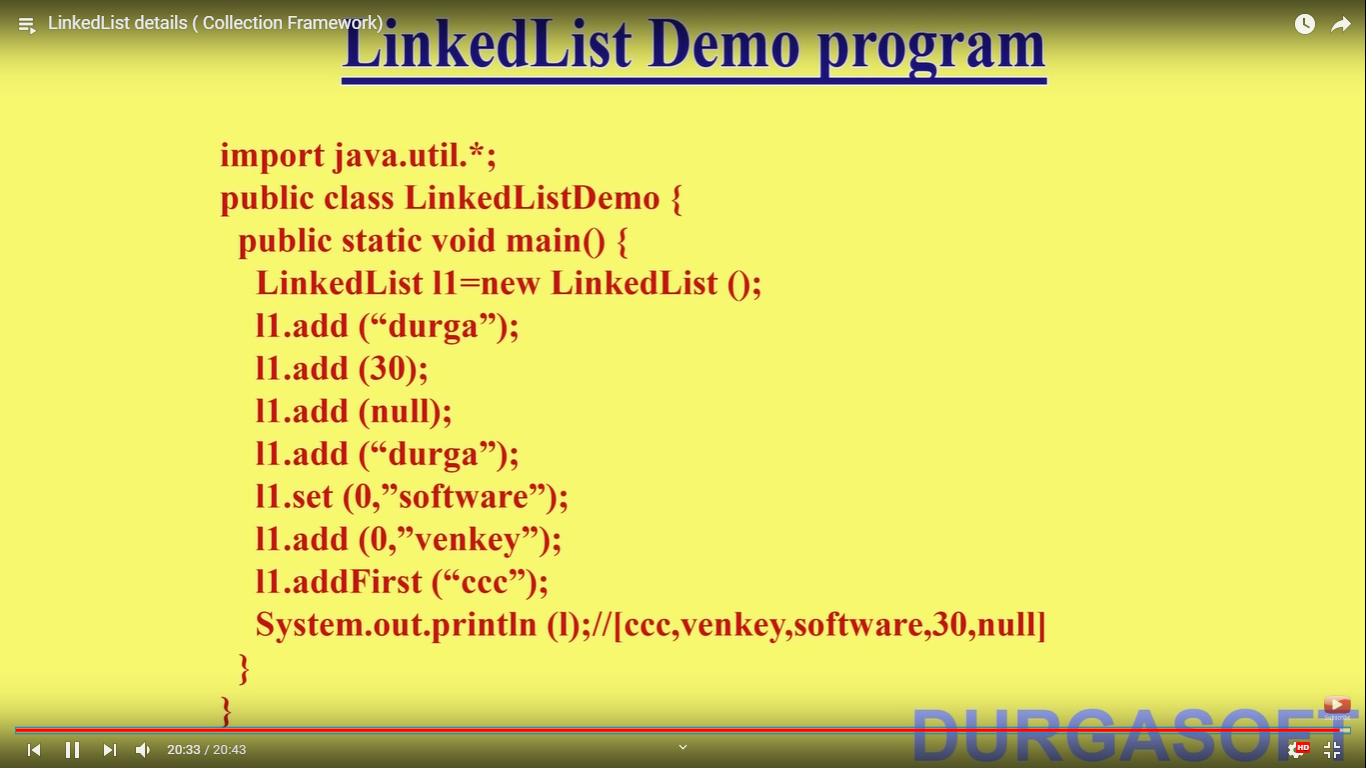 LinkedList details ( Collection Framework)
LinkedList Demo program
import java.util.*;
public class LinkedListDemo {
public static void main() {
LinkedList l1=new LinkedList ();
l1.add (“durga”);
l1.add (30);
l1.add (null);
l1.add (“durga”);
l1.set (0,”software”);
l1.add (0,”venkey”);
l1.addFirst (“ccc”);
System.out.println (l);//[ccc,venkey,software,30,null]
}
}
Subscribe
DURGASOFT
20:33 / 20:43
HD